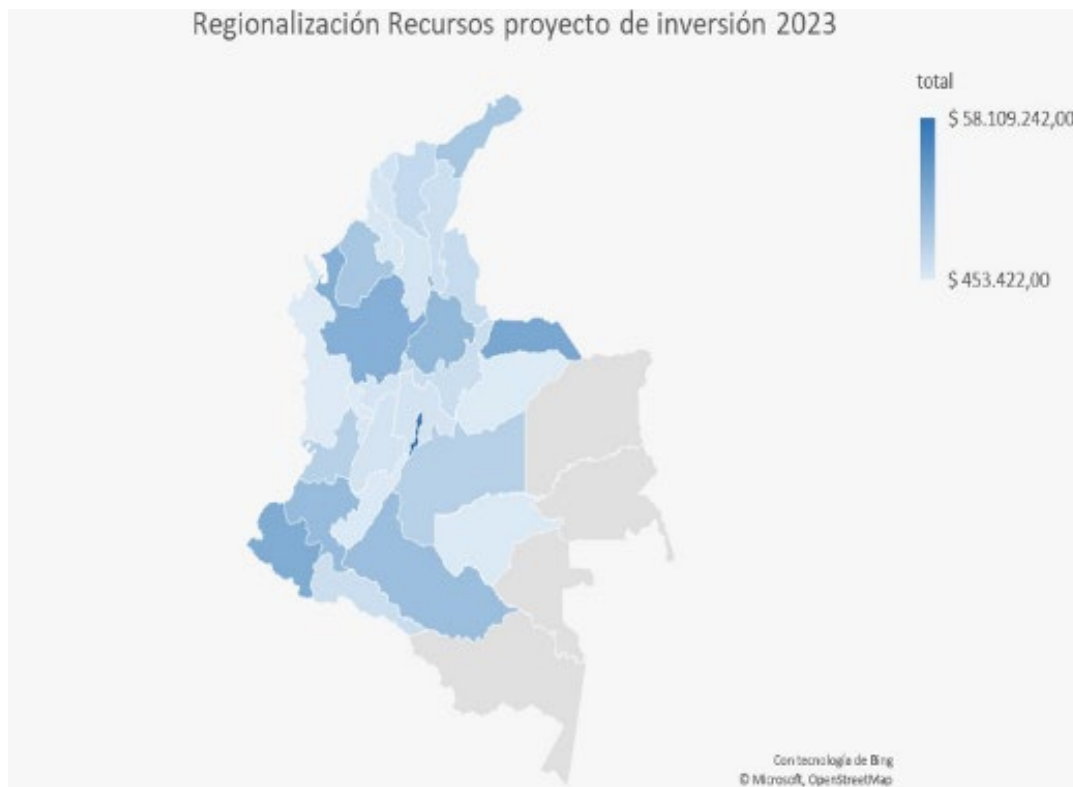 Regionalización Recursos proyecto de inversión 2023
total
$ 58.109.242,00
$ 453.422,00
Con tecnología de Bing
© Microsoft, OpenStreetMap